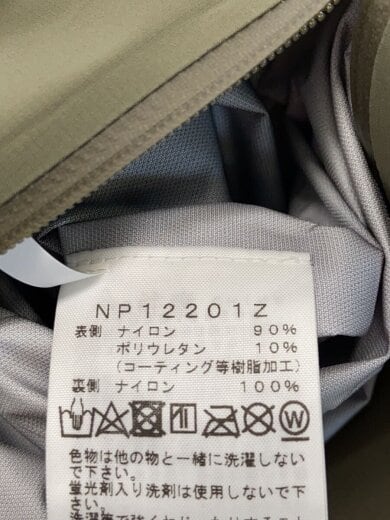 NP12201Z
表側 ナイロン 90%
ポリウレタン 10%
(コーティング等樹脂加工)
裏側 ナイロン 100%
W
色物は他の物と一緒に洗濯しない
で下さい。
蛍光剤入り洗剤は使用しないで下
さい。